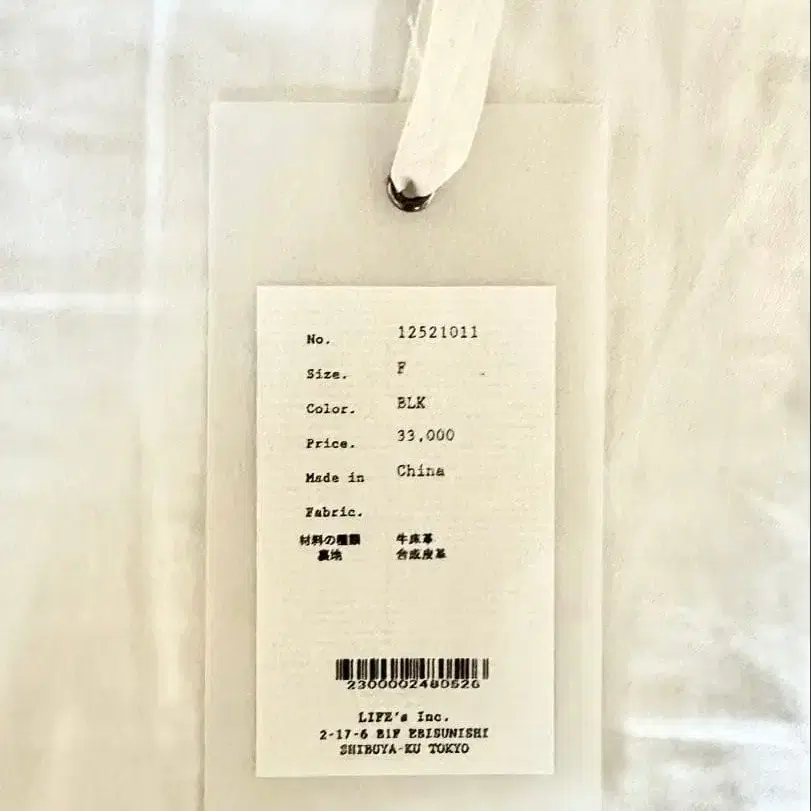 No. 12521011
Size. F
Color. BLK
Price. 33,000
Made in China
Fabric.
材料の種類 牛床革
裏地 合成皮革
2300002480526
LIFE's Inc.
2-17-6 B1F EBISUNISHI
SHIBUYA-KU TOKYO